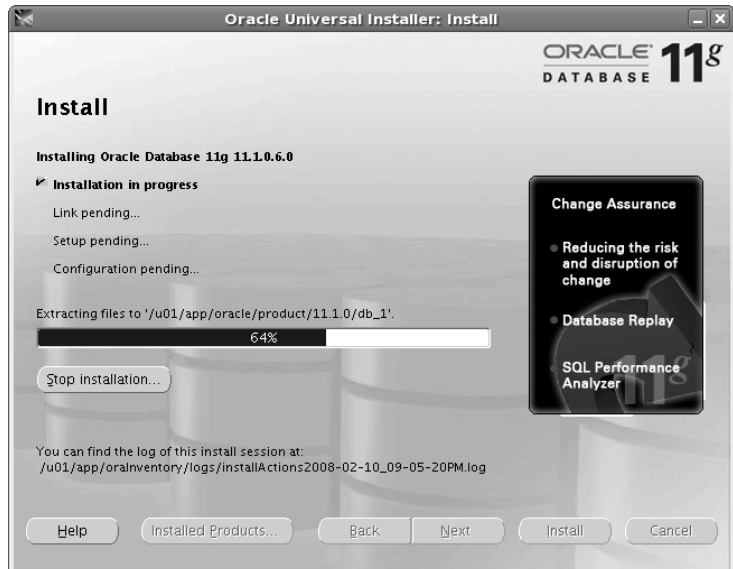 Oracle Universal Installer: Install
ORACLE
DATABASE
11g
Install
Installing Oracle Database 11g 11.1.0.6.0
Installation in progress
Link pending...
Setup pending...
Configuration pending...
Extracting files to '/u01/app/oracle/product/11.1.0/db_1'.
64%
Stop installation...
Change Assurance
Reducing the risk
and disruption of
change
Database Replay
SQL Performance
Analyzer
11g
You can find the log of this install session at:
/u01/app/oraInventory/logs/installActions2008-02-10_09-05-20PM.log
Help
Installed Products...
Back
Next
Install
Cancel